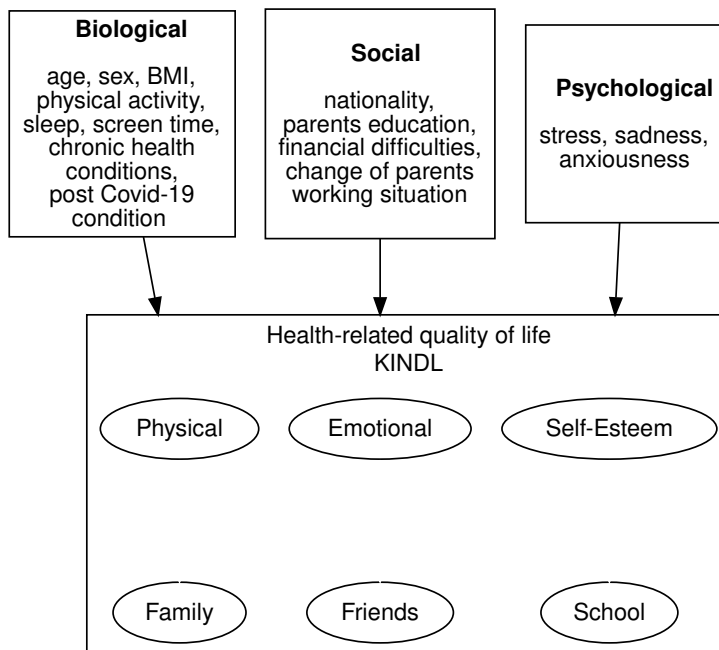 Biological
age, sex, BMI,
physical activity,
sleep, screen time,
chronic health
conditions,
post Covid-19
condition
Social
nationality,
parents education,
financial difficulties,
change of parents
working situation
Psychological
stress, sadness,
anxiousness
Health-related quality of life
KINDL
Physical
Emotional
Self-Esteem
Family
Friends
School